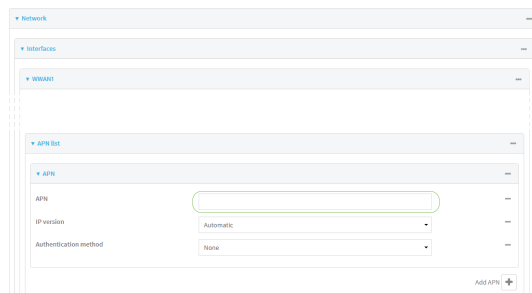 Network
Interfaces
WWAN1
APN list
APN
APN
IP version Automatic
Authentication method None
Add APN